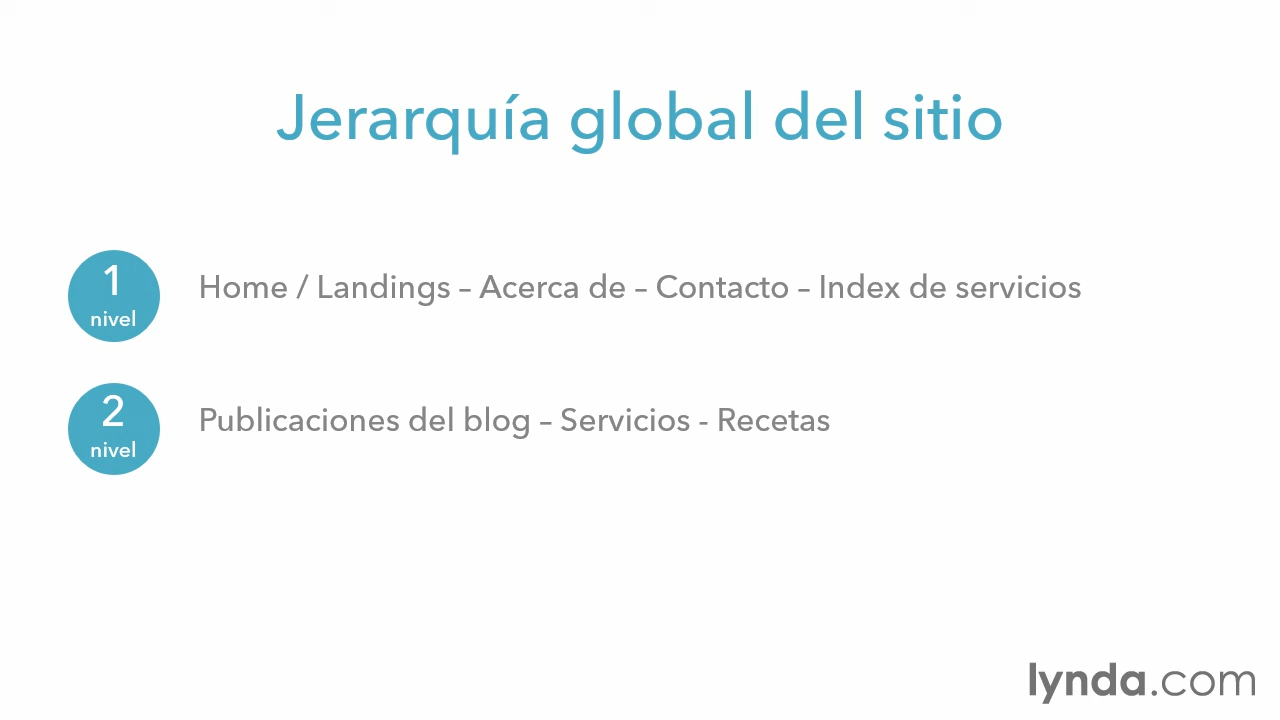 Jerarquía global del sitio
1
nivel
Home / Landings – Acerca de – Contacto – Index de servicios
2
nivel
Publicaciones del blog – Servicios - Recetas
lynda.com